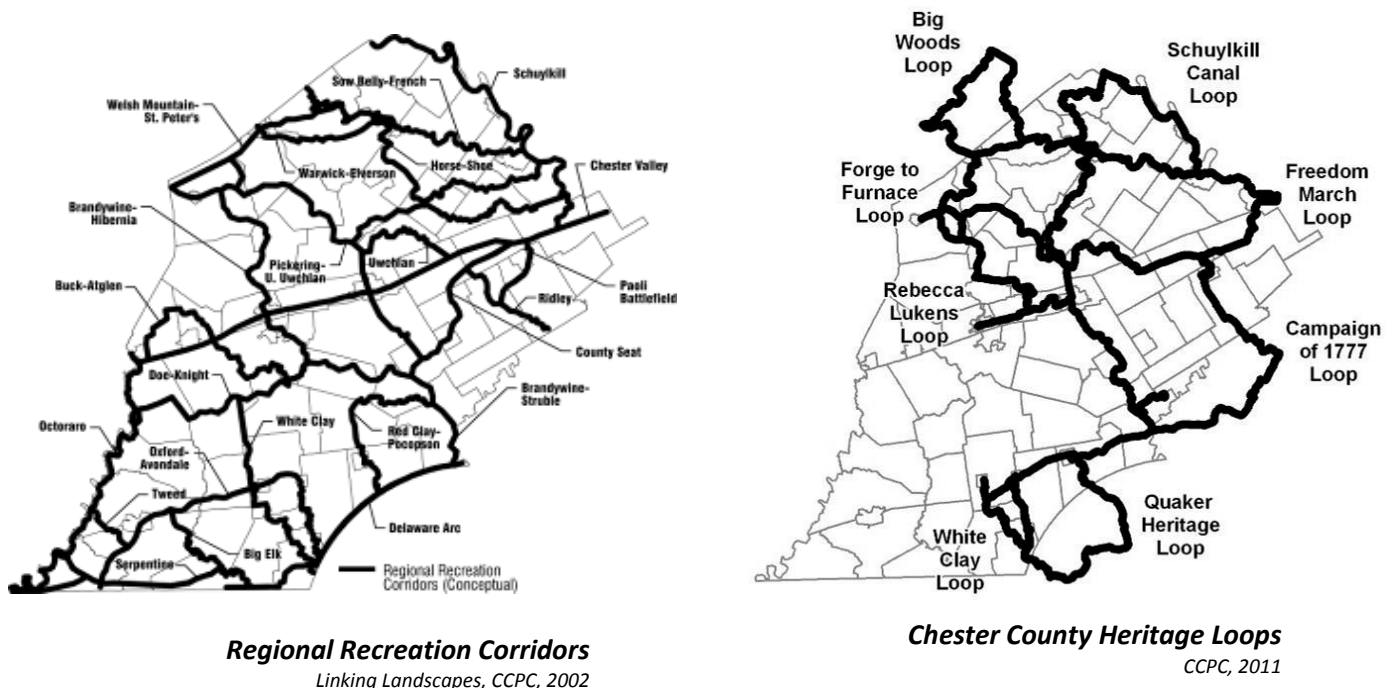 Schuylkill
Sow Belly-French
Welsh Mountain-
St. Peter's
Horse-Shoe
Chester Valley
Warwick-Elverson
Brandywine-
Hibernia
Pickering-
U. Uwchlan
Uwchlan
Buck-Atglen
Ridley
Paoli
Battlefield
County Seat
Doe-Knight
Brandywine-
Struble
White Clay
Red Clay-
Pocopson
Octoraro
Oxford-
Avondale
Tweed
Delaware Arc
Big Elk
Serpentine
Regional Recreation
Corridors (Conceptual)
Regional Recreation Corridors
Linking Landscapes, CCPC, 2002
Big
Woods
Loop
Schuylkill
Canal
Loop
Forge to
Furnace
Loop
Freedom
March
Loop
Rebecca
Lukens
Loop
Campaign
of 1777
Loop
White
Clay
Loop
Quaker
Heritage
Loop
Chester County Heritage Loops
CCPC, 2011